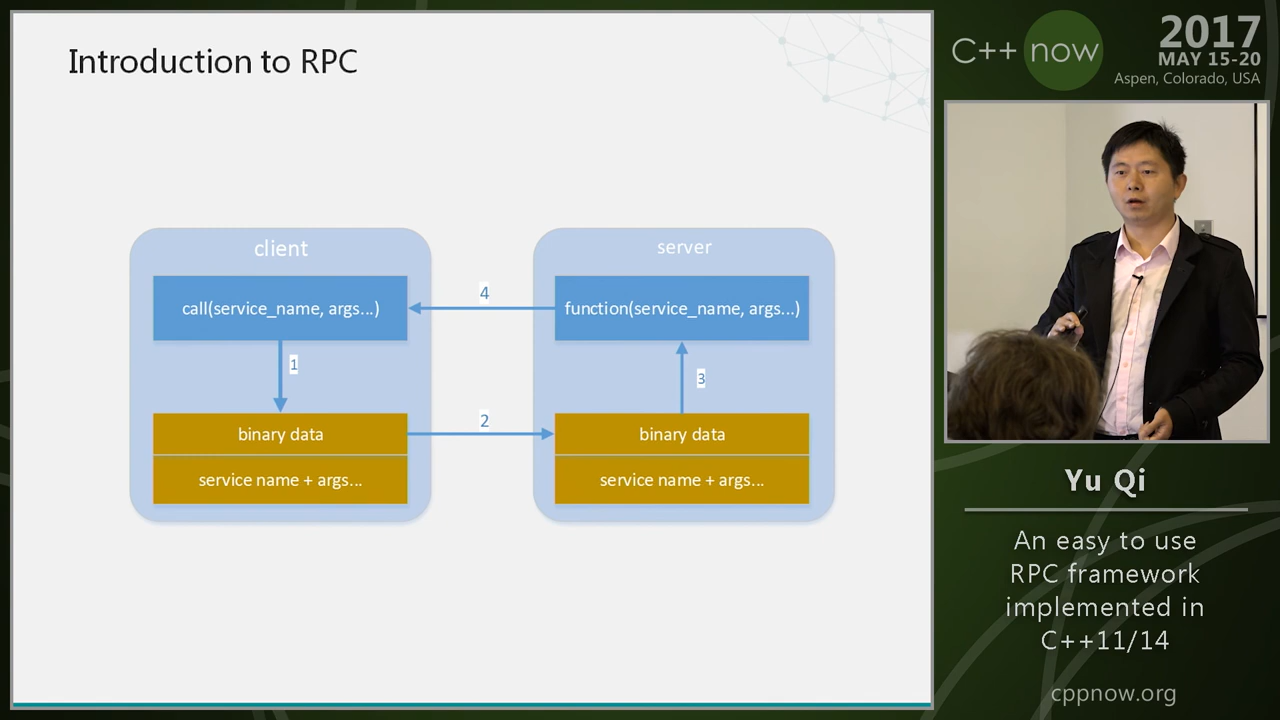 Introduction to RPC
client
call(service_name, args...)
1
binary data
service name + args...
2
4
server
function(service_name, args...)
3
binary data
service name + args...
C++ now
2017
MAY 15-20
Aspen, Colorado, USA
Yu Qi
An easy to use
RPC framework
implemented in
C++11/14
cppnow.org